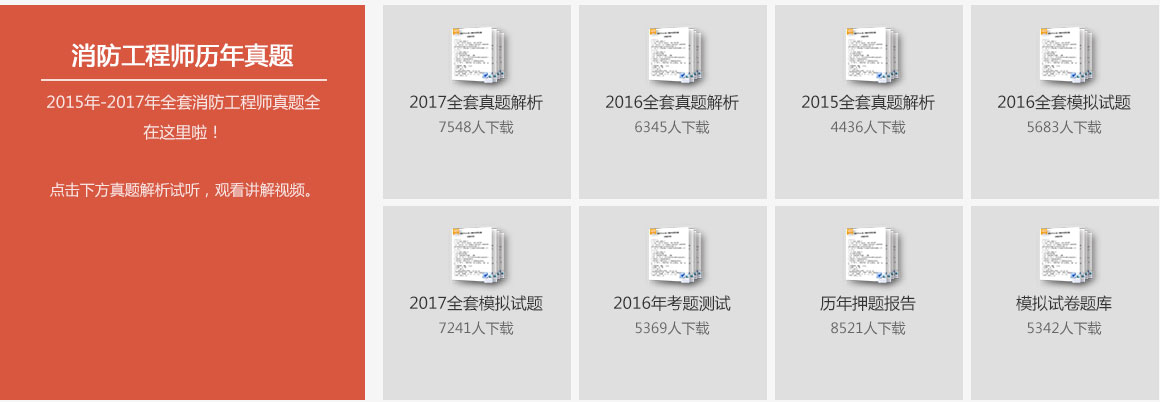 消防工程师历年真题
2015年-2017年全套消防工程师真题全
在这里啦！
点击下方真题解析试听，观看讲解视频。
2017全套真题解析
7548人下载
2016全套真题解析
6345人下载
2015全套真题解析
4436人下载
2016全套模拟试题
5683人下载
2017全套模拟试题
7241人下载
2016年考题测试
5369人下载
历年押题报告
8521人下载
模拟试卷题库
5342人下载